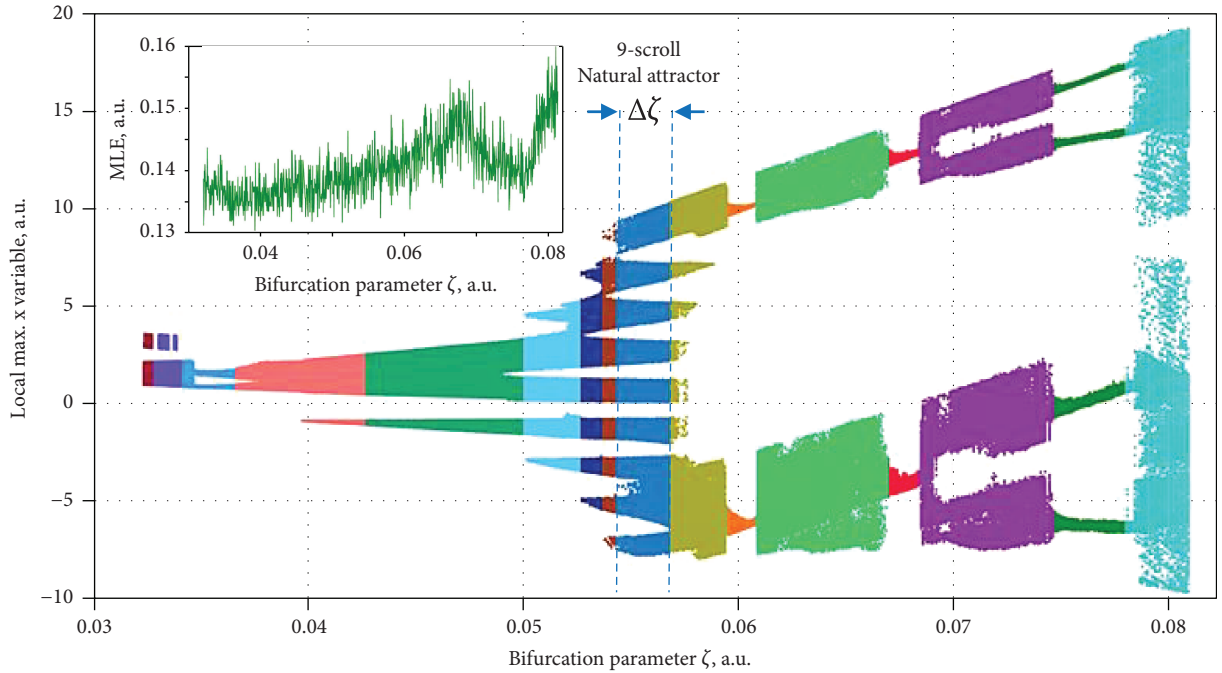 20
15
10
5
0
−5
−10
Local max. x variable, a.u.
0.03
0.04
0.05
0.06
0.07
0.08
Bifurcation parameter ζ, a.u.
0.16
0.15
0.14
0.13
MLE, a.u.
0.04
0.06
0.08
Bifurcation parameter ζ, a.u.
9-scroll
Natural attractor
Δζ